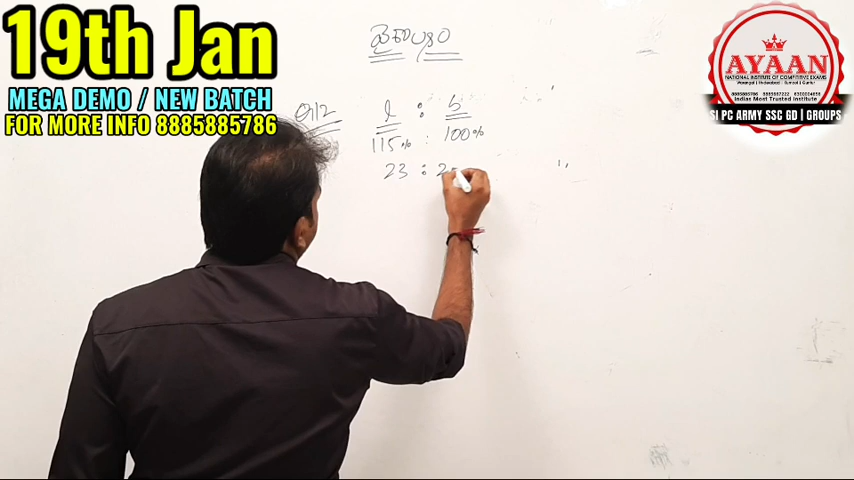 19th Jan
MEGA DEMO / NEW BATCH
FOR MORE INFO 8885885786
l : b
115% : 100%
23 : 2
AYAAN
NATIONAL INSTITUTE OF COMPETITIVE EXAMS
Indias Most Trusted Institute
SI PC ARMY SSC GD | GROUPS